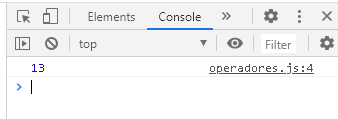 Elements Console »
top ▼ Filter
13 operadores.js:4
>